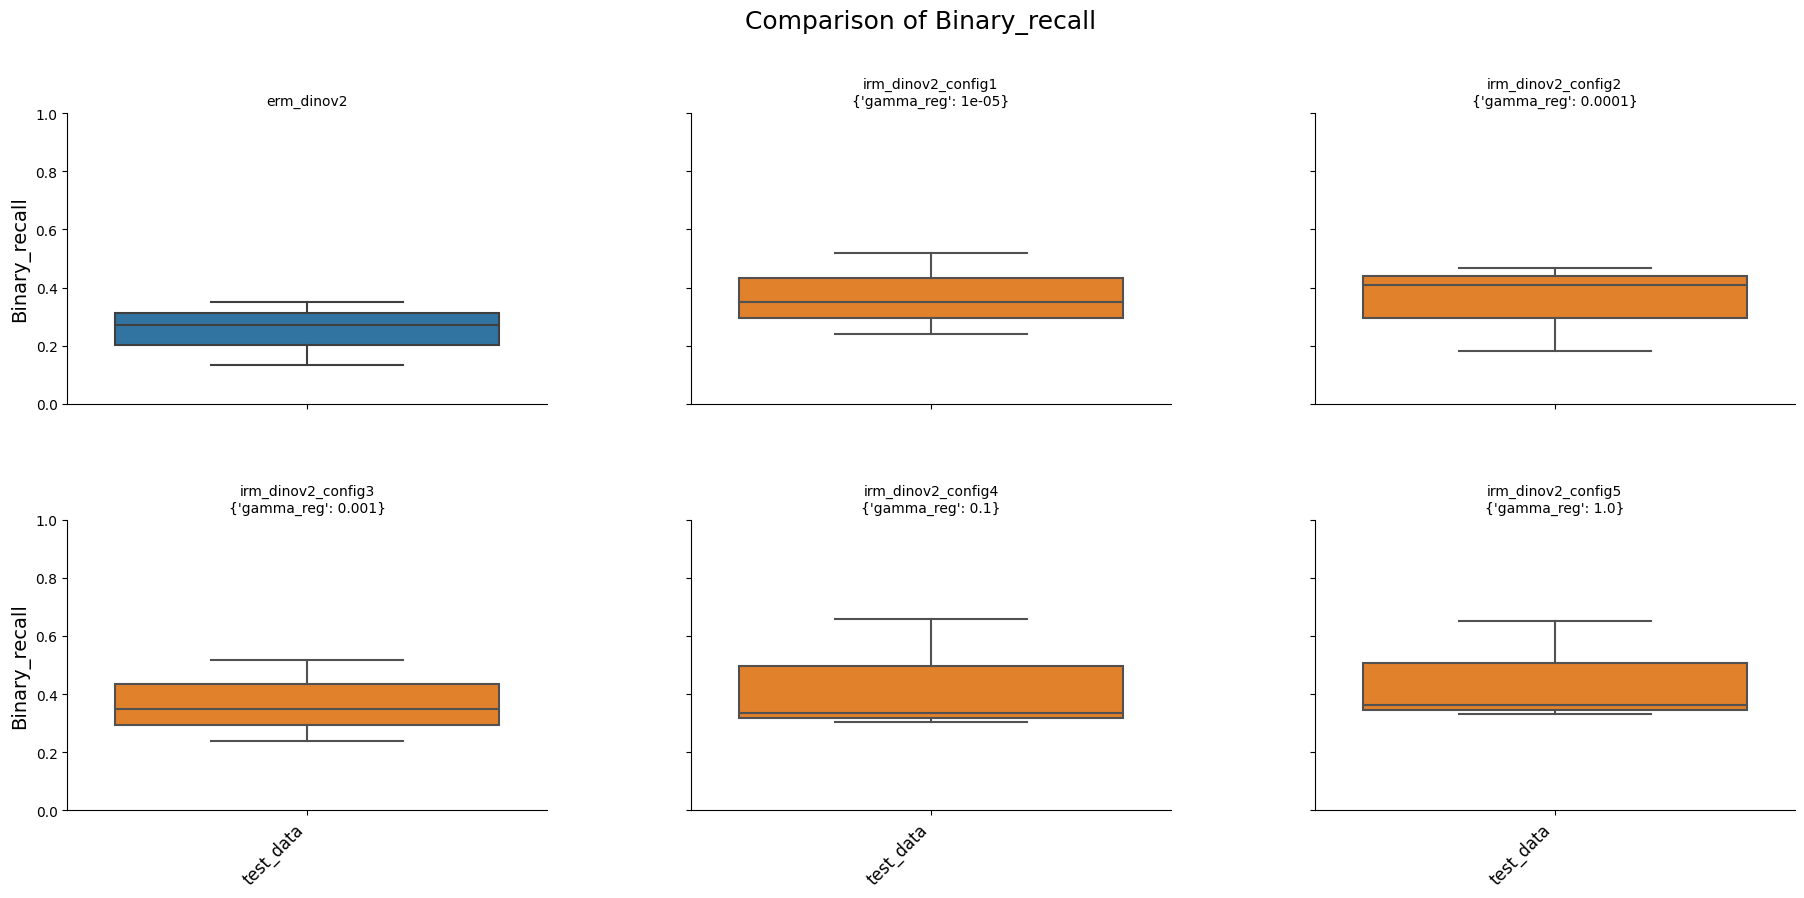 Comparison of Binary_recall
erm_dinov2
irm_dinov2_config1
{'gamma_reg': 1e-05}
irm_dinov2_config2
{'gamma_reg': 0.0001}
Binary_recall
1.0
0.8
0.6
0.4
0.2
0.0
irm_dinov2_config3
{'gamma_reg': 0.001}
irm_dinov2_config4
{'gamma_reg': 0.1}
irm_dinov2_config5
{'gamma_reg': 1.0}
Binary_recall
1.0
0.8
0.6
0.4
0.2
0.0
test_data
test_data
test_data